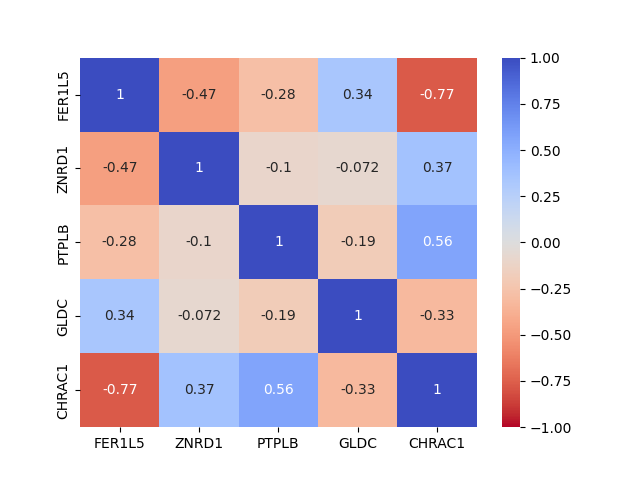 FER1L5 1 -0.47 -0.28 0.34 -0.77
ZNRD1 -0.47 1 -0.1 -0.072 0.37
PTPLB -0.28 -0.1 1 -0.19 0.56
GLDC 0.34 -0.072 -0.19 1 -0.33
CHRAC1 -0.77 0.37 0.56 -0.33 1
FER1L5 ZNRD1 PTPLB GLDC CHRAC1
1.00
0.75
0.50
0.25
0.00
−0.25
−0.50
−0.75
−1.00